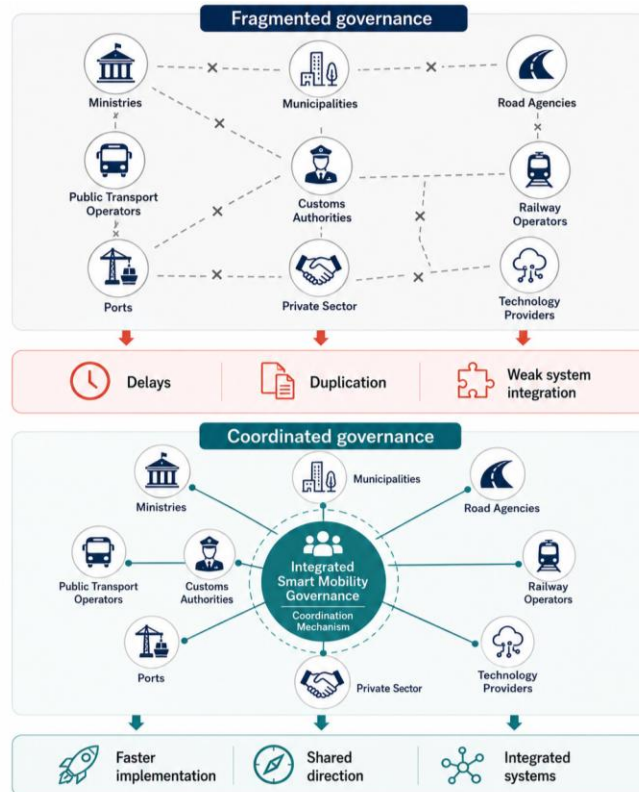 Fragmented governance
Ministries
Municipalities
Road Agencies
Public Transport
Operators
Customs
Authorities
Railway
Operators
Ports
Private Sector
Technology
Providers
Delays
Duplication
Weak system
integration
Coordinated governance
Ministries
Municipalities
Road Agencies
Public Transport
Operators
Customs
Authorities
Integrated
Smart Mobility
Governance
Coordination
Mechanism
Railway
Operators
Ports
Private Sector
Technology
Providers
Faster
implementation
Shared
direction
Integrated
systems